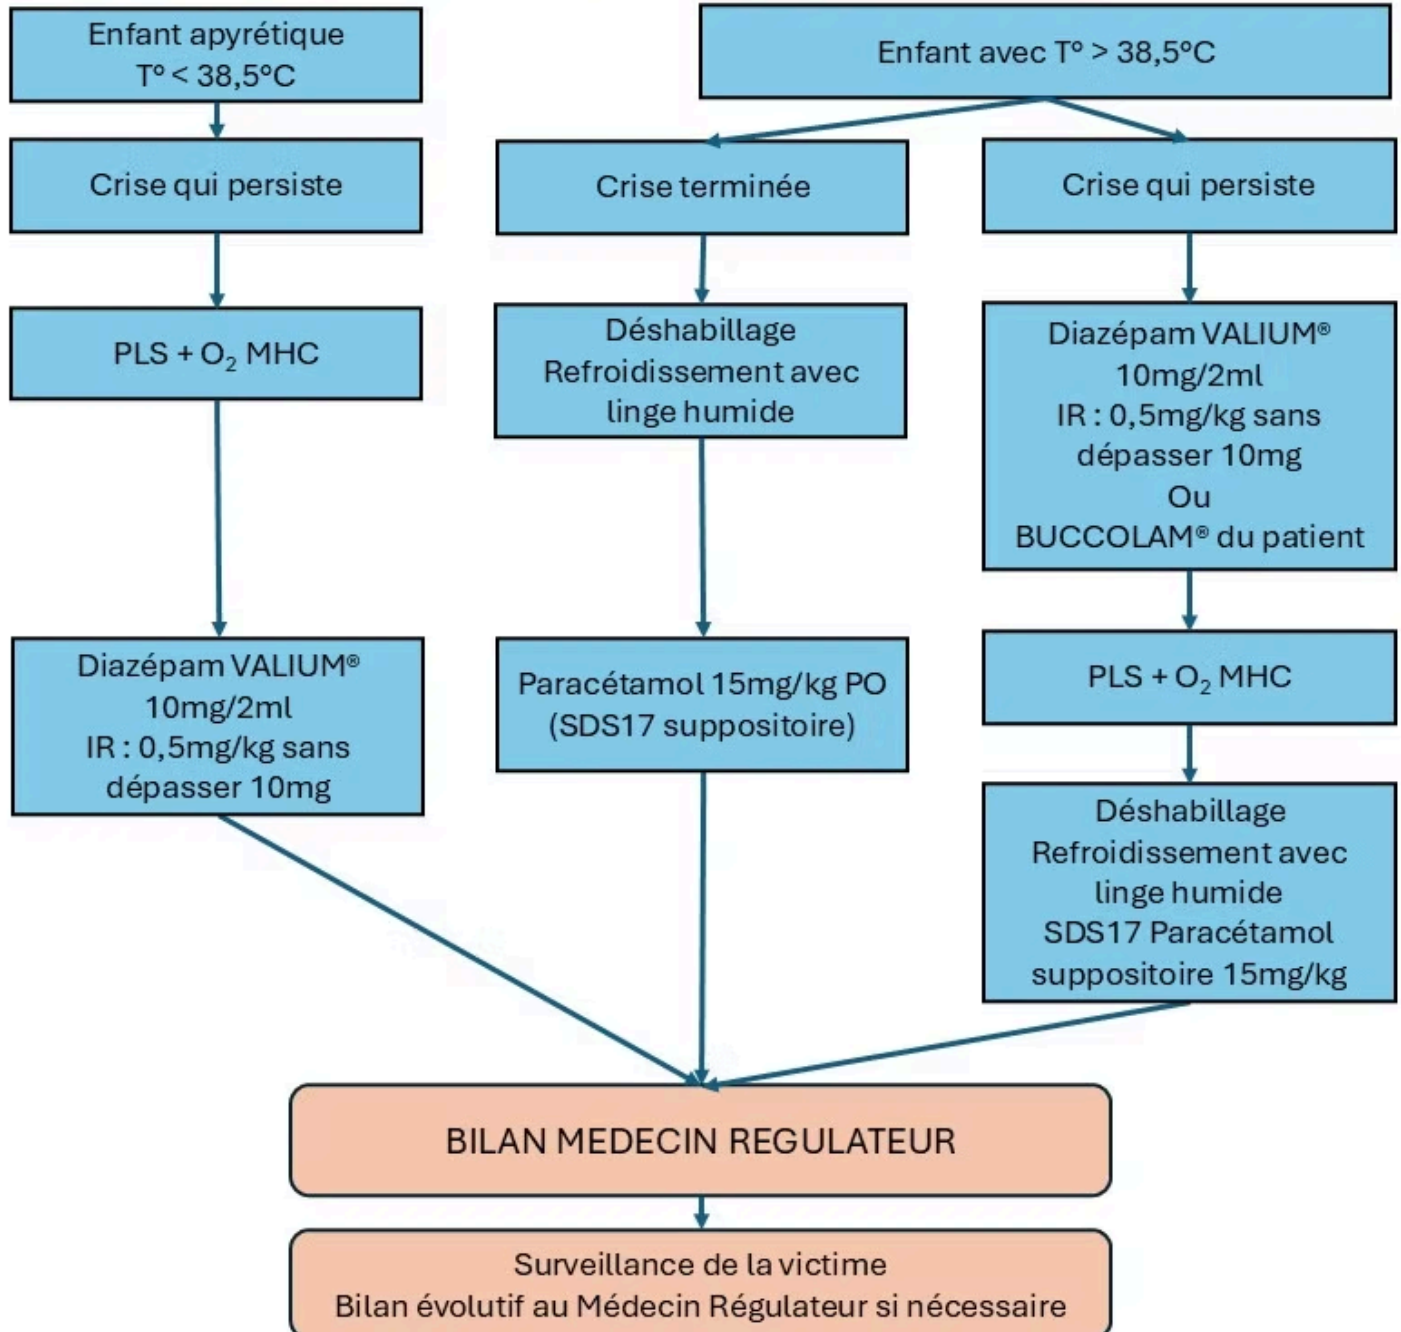 Enfant apyrétique
T° < 38,5°C
Enfant avec T° > 38,5°C
Crise qui persiste
Crise terminée
Crise qui persiste
PLS + O₂ MHC
Déshabillage
Refroidissement avec
linge humide
Diazépam VALIUM®
10mg/2ml
IR : 0,5mg/kg sans
dépasser 10mg
Ou
BUCCOLAM® du patient
Diazépam VALIUM®
10mg/2ml
IR : 0,5mg/kg sans
dépasser 10mg
Paracétamol 15mg/kg PO
(SDS17 suppositoire)
PLS + O₂ MHC
Déshabillage
Refroidissement avec
linge humide
SDS17 Paracétamol
suppositoire 15mg/kg
BILAN MEDECIN REGULATEUR
Surveillance de la victime
Bilan évolutif au Médecin Régulateur si nécessaire